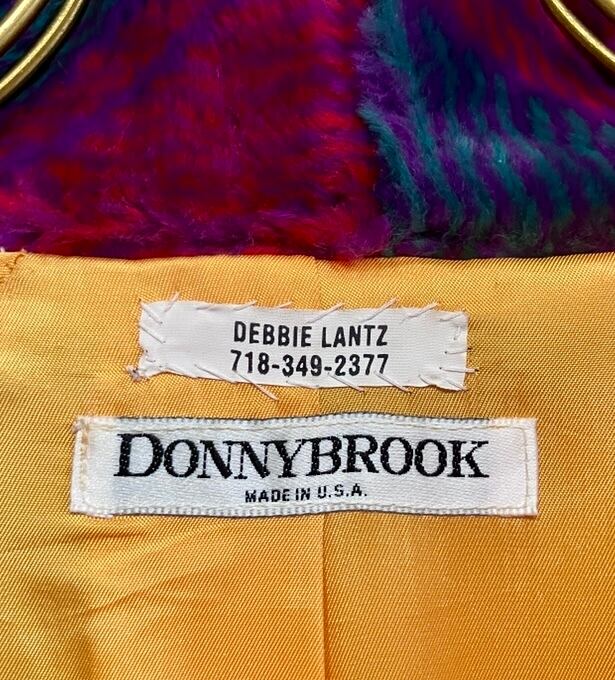 DEBBIE LANTZ
718-349-2377
DONNYBROOK
MADE IN U.S.A.